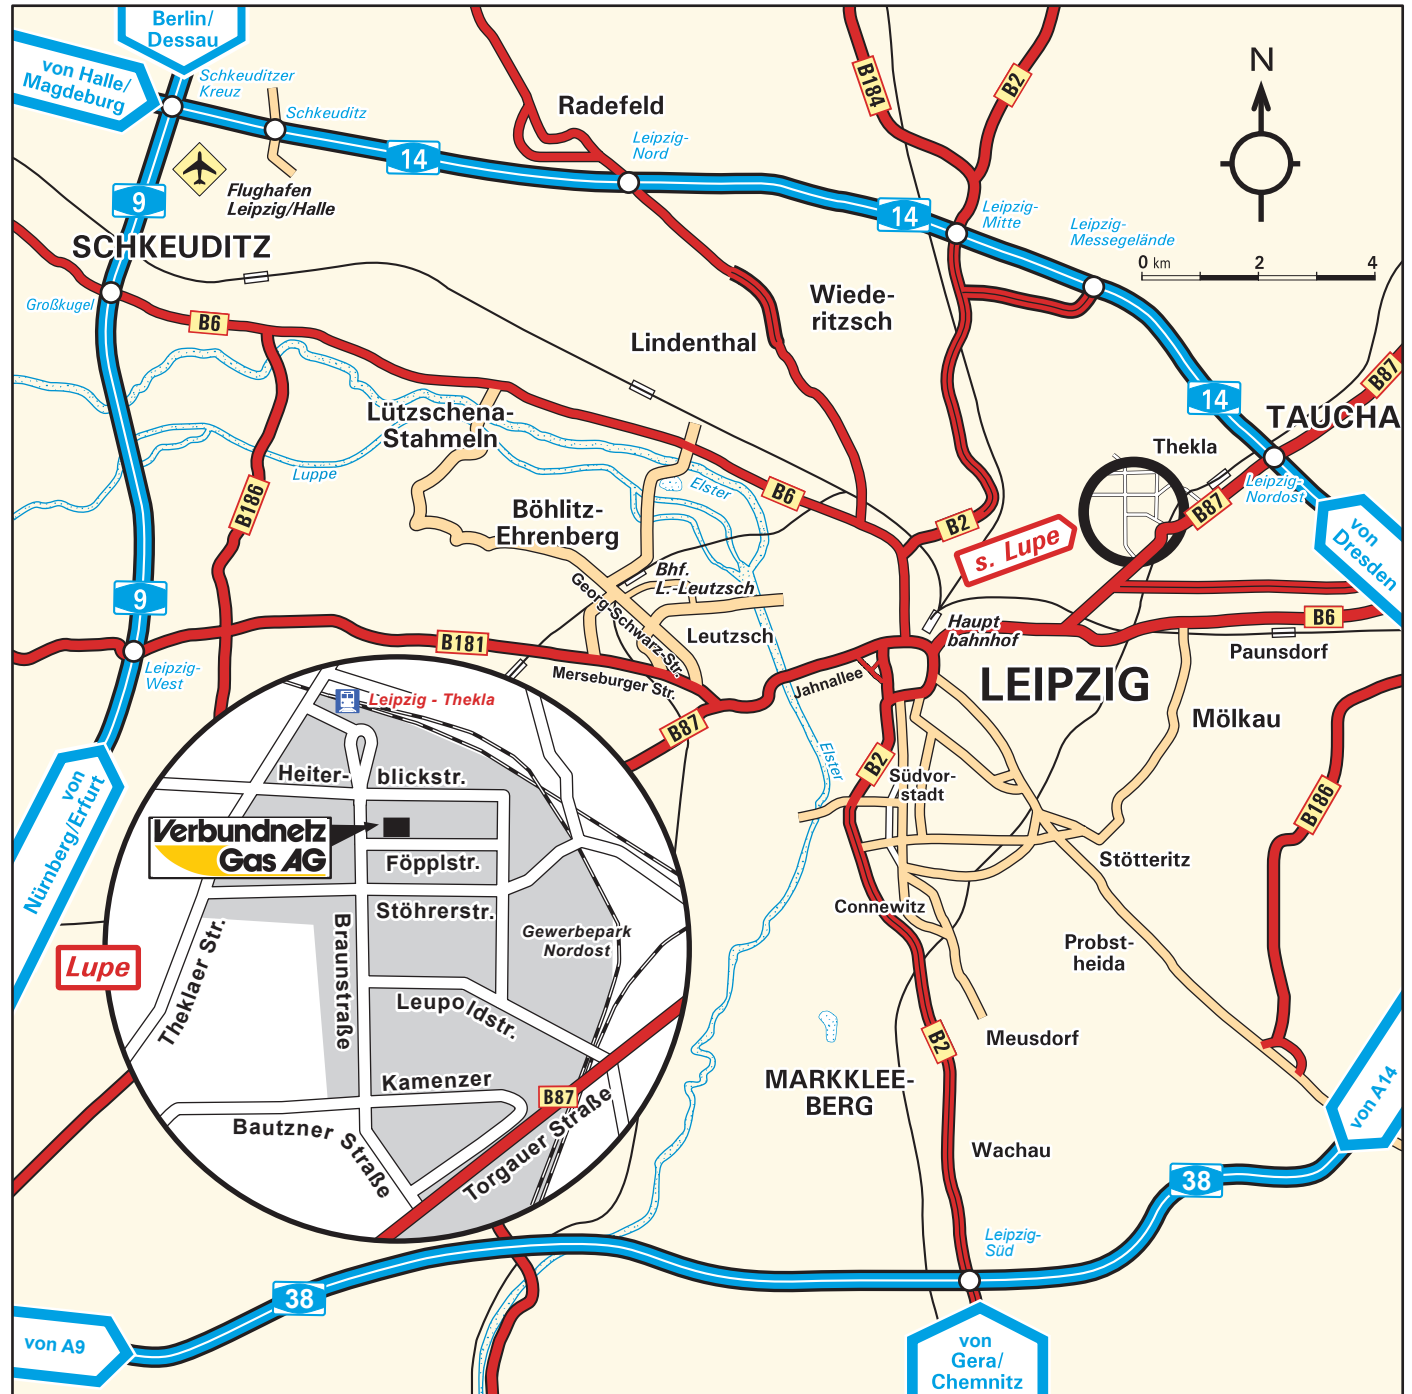 Berlin/
Dessau
von Halle/
Magdeburg
Schkeuditzer
Kreuz
Schkeuditz
14
Radefeld
Leipzig-
Nord
B184
B2
N
9
Flughafen
Leipzig/Halle
14
Leipzig-
Mitte
Leipzig-
Messegelände
SCHKEUDITZ
0 km
2
4
Großkugel
B6
Wiede-
ritzsch
Lindenthal
B87
14
TAUCHA
Lützschena-
Stahmeln
Thekla
Luppe
Elster
B6
Leipzig-
Nordost
B186
Böhlitz-
Ehrenberg
B2
B87
s. Lupe
von
Dresden
9
Bhf.
L.-Leutzsch
Georg-Schwarz-Str.
Leutzsch
Haupt
bahnhof
B6
Paunsdorf
B181
Leipzig-
West
Merseburger Str.
Jahnallee
LEIPZIG
B87
Mölkau
Leipzig - Thekla
Elster
B2
Südvor-
stadt
B186
von
Nürnberg/Erfurt
Heiter-
blickstr.
Verbundnetz
Gas AG
Föpplstr.
Stötteritz
Stöhrerstr.
Connewitz
Braunstraße
Gewerbepark
Nordost
Probst-
heida
Lupe
Theklaer Str.
Leupoldstr.
B2
Meusdorf
Kamenzer
B87
MARKKLEE-
BERG
von A14
Bautzner Straße
Torgauer Straße
Wachau
38
Leipzig-
Süd
38
von A9
von
Gera/
Chemnitz